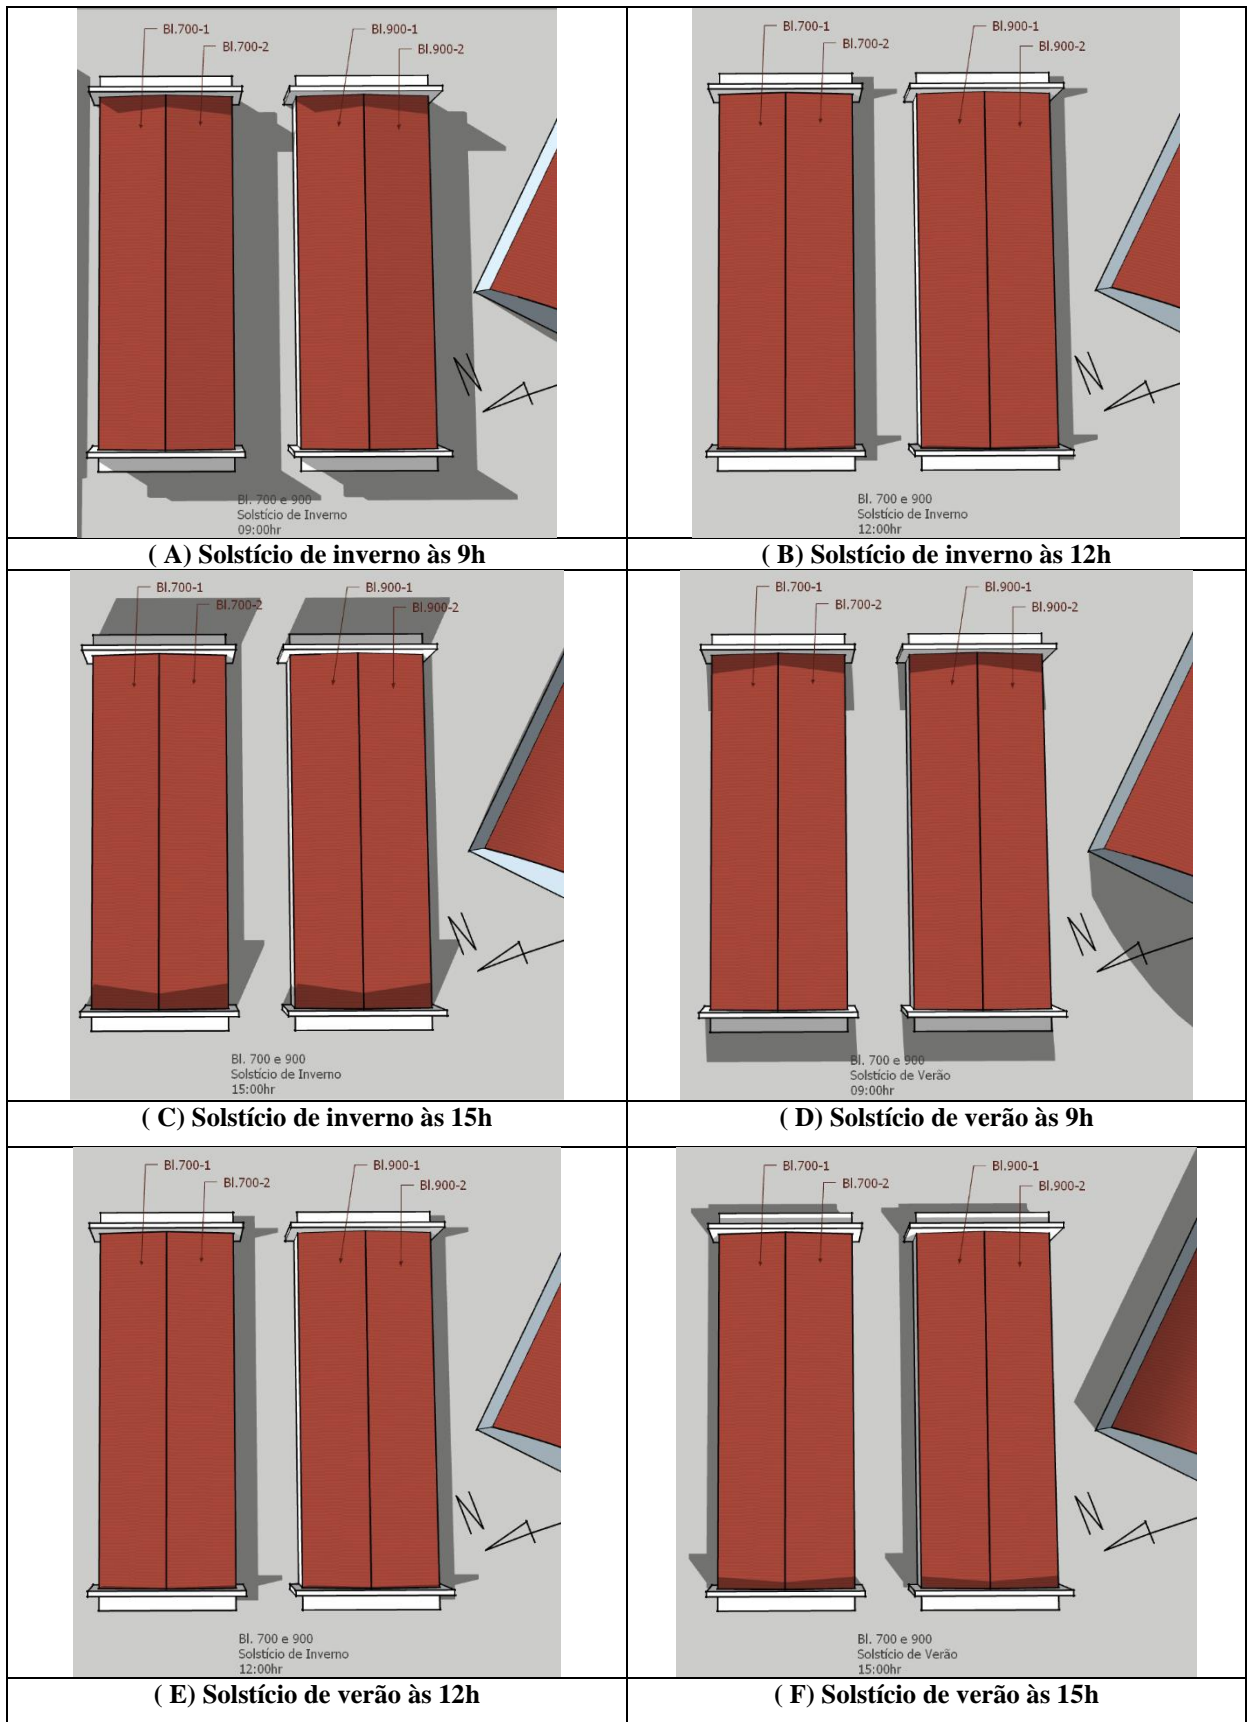 Bl.700-1
Bl.700-2
Bl.900-1
Bl.900-2
N
Bl. 700 e 900
Solstício de Inverno
09:00hr
( A) Solstício de inverno às 9h
Bl.700-1
Bl.700-2
Bl.900-1
Bl.900-2
N
Bl. 700 e 900
Solstício de Inverno
12:00hr
( B) Solstício de inverno às 12h
Bl.700-1
Bl.700-2
Bl.900-1
Bl.900-2
N
Bl. 700 e 900
Solstício de Inverno
15:00hr
( C) Solstício de inverno às 15h
Bl.700-1
Bl.700-2
Bl.900-1
Bl.900-2
N
Bl. 700 e 900
Solstício de Verão
09:00hr
( D) Solstício de verão às 9h
Bl.700-1
Bl.700-2
Bl.900-1
Bl.900-2
N
Bl. 700 e 900
Solstício de Inverno
12:00hr
( E) Solstício de verão às 12h
Bl.700-1
Bl.700-2
Bl.900-1
Bl.900-2
N
Bl. 700 e 900
Solstício de Verão
15:00hr
( F) Solstício de verão às 15h